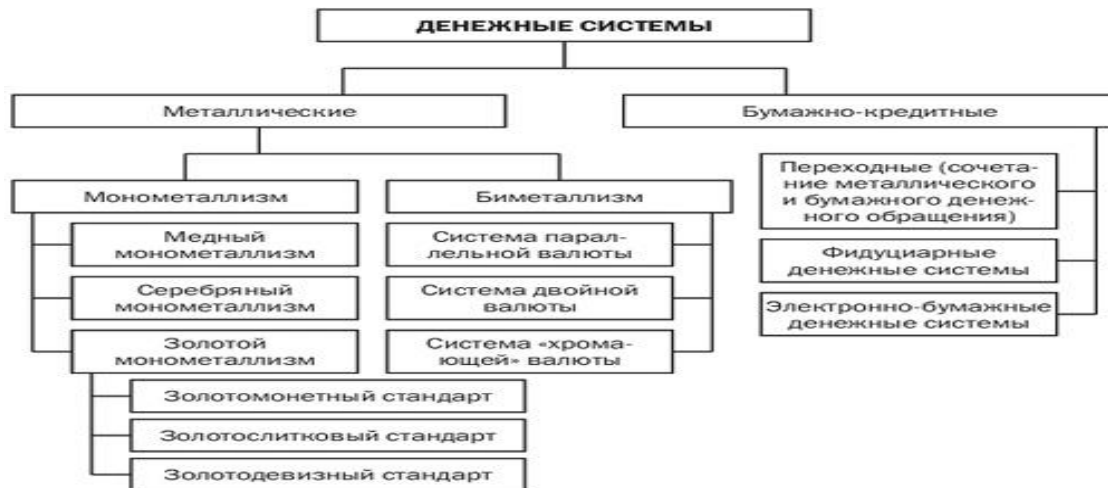 ДЕНЕЖНЫЕ СИСТЕМЫ
Металлические
Бумажно-кредитные
Монометаллизм
Биметаллизм
Переходные (сочета-
ние металлического
и бумажного денеж-
ного обращения)
Медный
монометаллизм
Система парал-
лельной валюты
Фидуциарные
денежные системы
Серебряный
монометаллизм
Система двойной
валюты
Электронно-бумажные
денежные системы
Золотой
монометаллизм
Система «хрома-
ющей» валюты
Золотомонетный стандарт
Золотослитковый стандарт
Золотодевизный стандарт